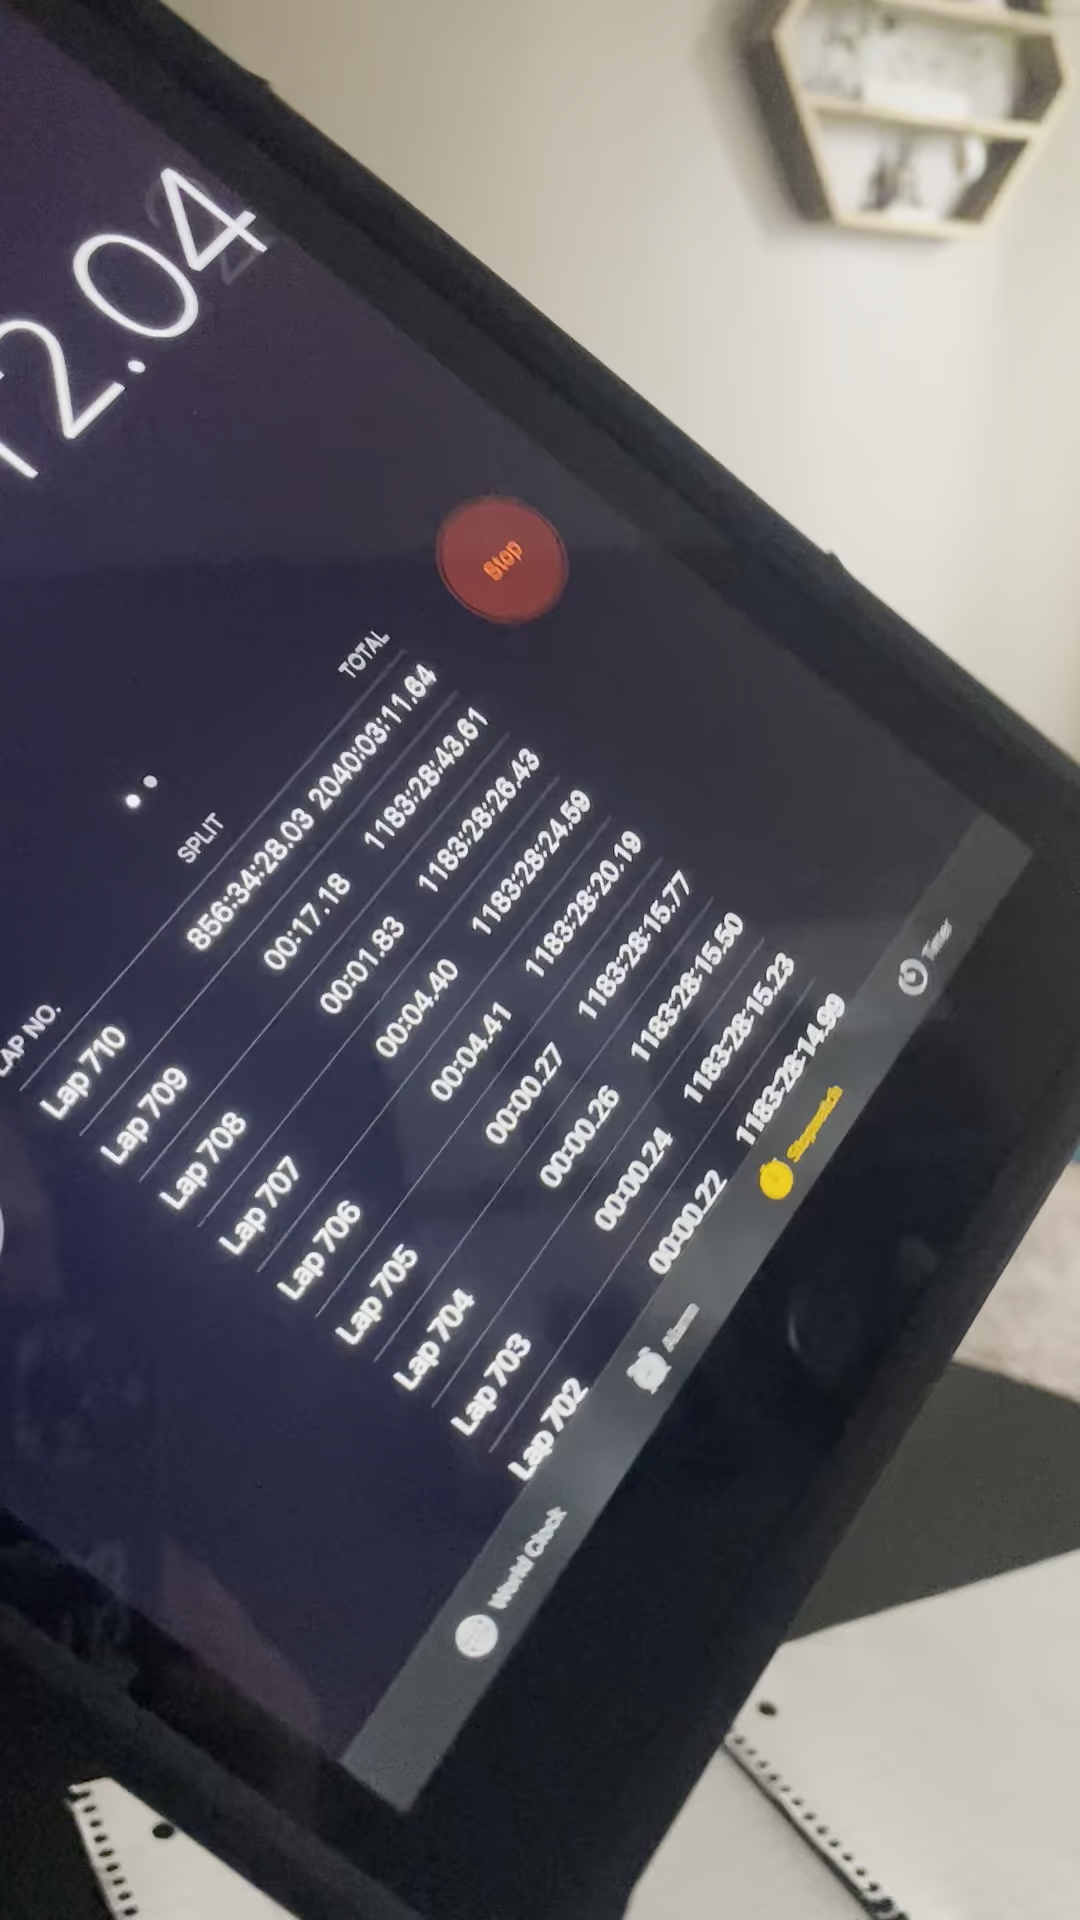 12.04
Stop
LAP NO. SPLIT TOTAL
Lap 710 856:34:28.03 2040:03:11.64
Lap 709 00:17.18 1183:28:43.61
Lap 708 00:01.83 1183:28:26.43
Lap 707 00:04.40 1183:28:24.59
Lap 706 00:04.41 1183:28:20.19
Lap 705 00:00.27 1183:28:15.77
Lap 704 00:00.26 1183:28:15.50
Lap 703 00:00.24 1183:28:15.23
Lap 702 00:00.22 1183:28:14.99
World Clock Alarm Stopwatch Timer